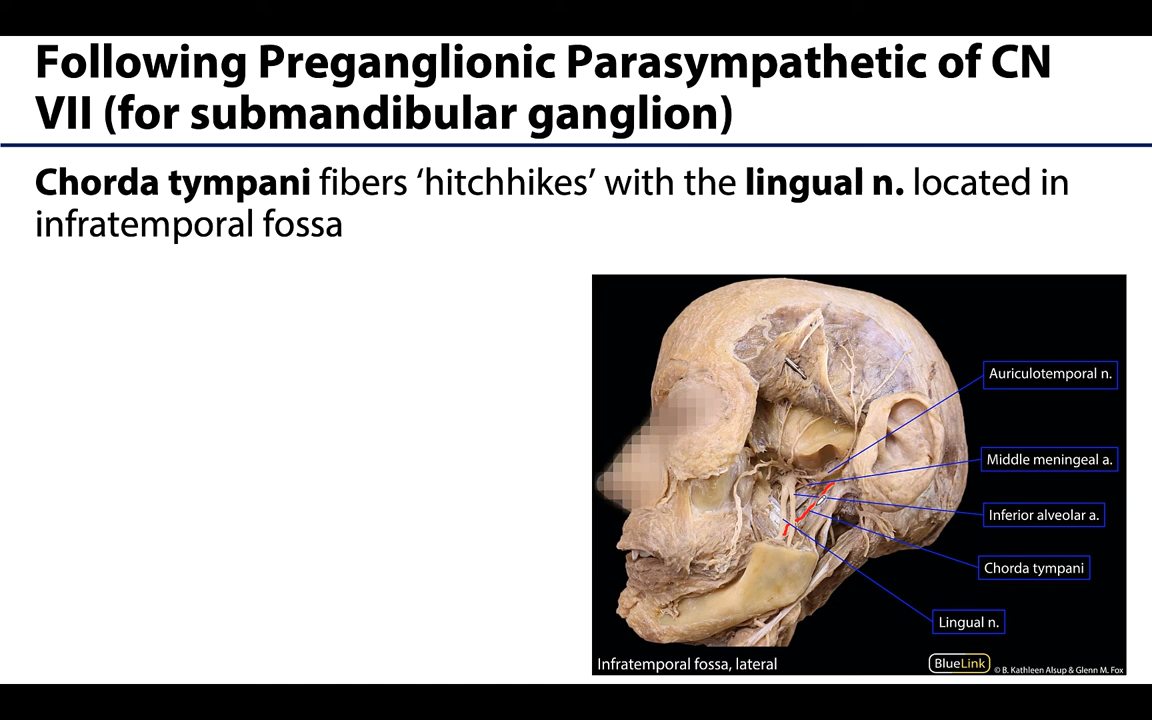 Following Preganglionic Parasympathetic of CN
VII (for submandibular ganglion)
Chorda tympani fibers ‘hitchhikes’ with the lingual n. located in
infratemporal fossa
Auriculotemporal n.
Middle meningeal a.
Inferior alveolar a.
Chorda tympani
Lingual n.
Infratemporal fossa, lateral
BlueLink
© B. Kathleen Alsup & Glenn M. Fox